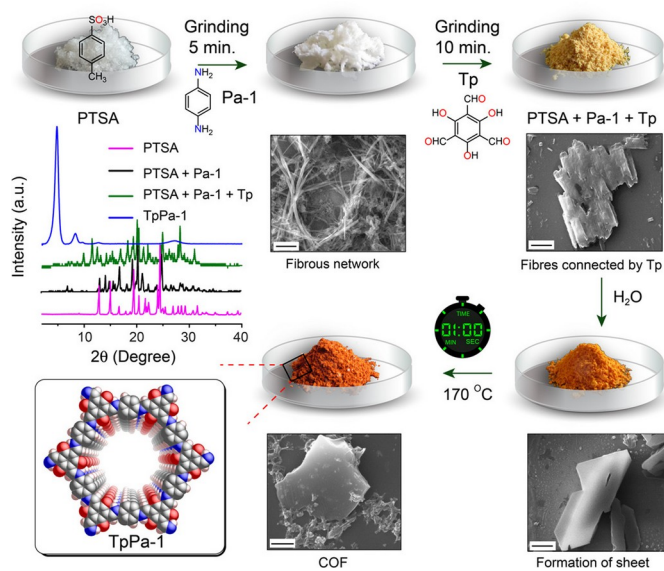 SO₃H
CH₃
PTSA
Grinding
5 min.
NH₂
Pa-1
NH₂
Grinding
10 min.
Tp
CHO
HO
OH
OHC
CHO
OH
PTSA + Pa-1 + Tp
PTSA
PTSA + Pa-1
PTSA + Pa-1 + Tp
TpPa-1
Intensity (a.u.)
10
20
30
40
2θ (Degree)
Fibrous network
Fibres connected by Tp
H₂O
TIME
01:00
MIN
SEC
170 °C
TpPa-1
COF
Formation of sheet